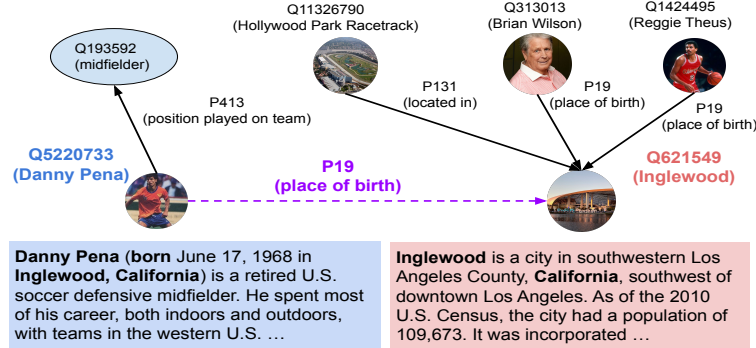 Q11326790
(Hollywood Park Racetrack)
Q313013
(Brian Wilson)
Q1424495
(Reggie Theus)
Q193592
(midfielder)
P413
(position played on team)
P131
(located in)
P19
(place of birth)
P19
(place of birth)
Q5220733
(Danny Pena)
P19
(place of birth)
Q621549
(Inglewood)
Danny Pena (born June 17, 1968 in
Inglewood, California) is a retired U.S.
soccer defensive midfielder. He spent most
of his career, both indoors and outdoors,
with teams in the western U.S. …
Inglewood is a city in southwestern Los
Angeles County, California, southwest of
downtown Los Angeles. As of the 2010
U.S. Census, the city had a population of
109,673. It was incorporated …